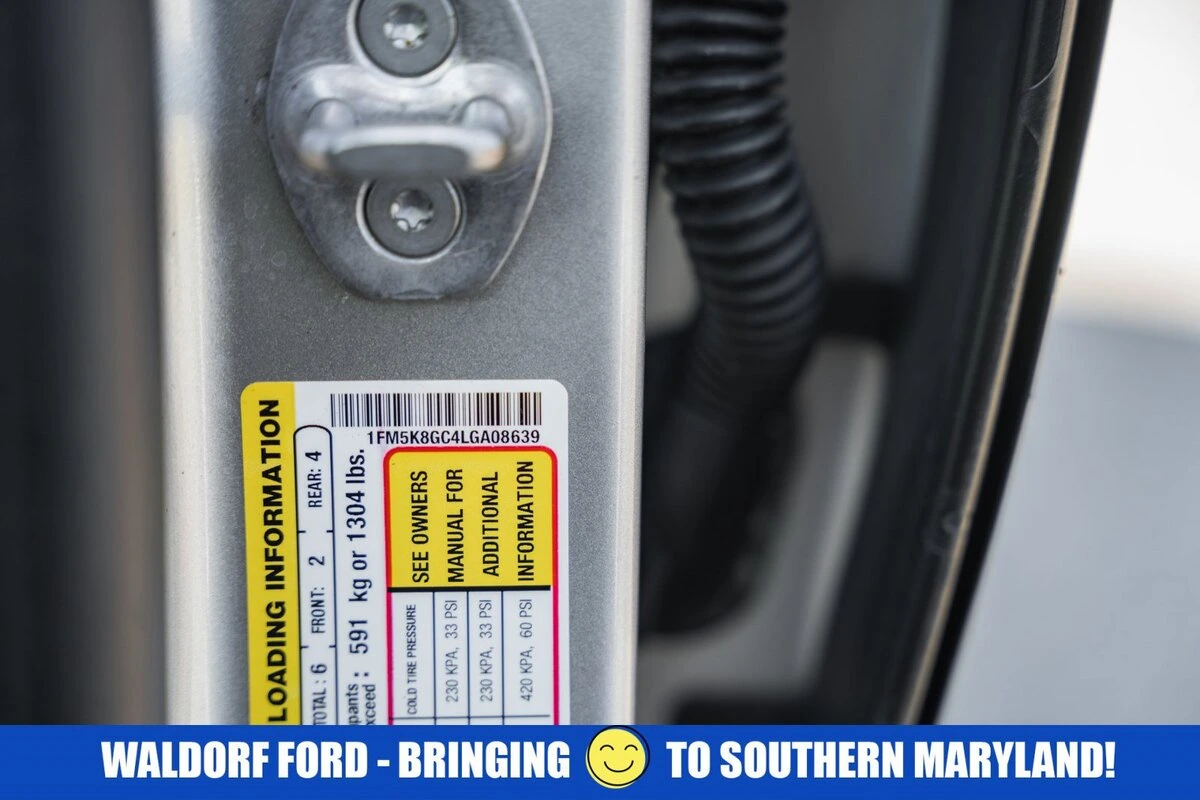 1FM5K8GC4LGA08639
LOADING INFORMATION
TOTAL: 6 FRONT: 2 REAR: 4
pants : 591 kg or 1304 lbs.
xceed :
COLD TIRE PRESSURE
230 KPA, 33 PSI
230 KPA, 33 PSI
420 KPA, 60 PSI
SEE OWNERS
MANUAL FOR
ADDITIONAL
INFORMATION
WALDORF FORD - BRINGING TO SOUTHERN MARYLAND!